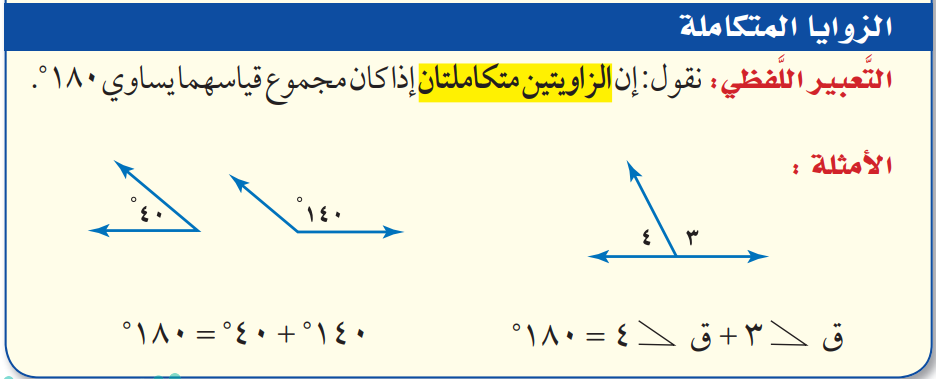 الزوايا المتكاملة
التَّعبير اللَّفظي: نقول: إن الزاويتين متكاملتان إذا كان مجموع قياسهما يساوي ١٨٠°.
الأمثلة :
٣ ٤
١٤٠° ٤٠°
ق ∠ ٣ + ق ∠ ٤ = ١٨٠°
١٤٠° + ٤٠° = ١٨٠°